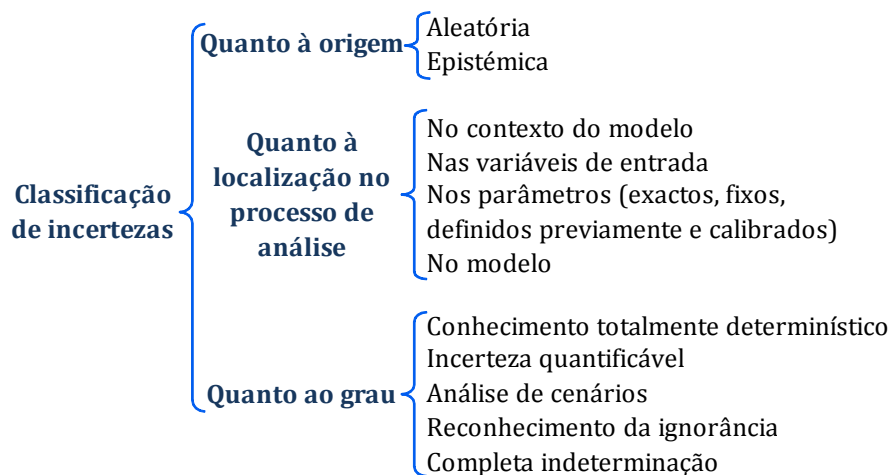 Classificação
de incertezas
Quanto à origem
Aleatória
Epistémica
Quanto à
localização no
processo de
análise
No contexto do modelo
Nas variáveis de entrada
Nos parâmetros (exactos, fixos,
definidos previamente e calibrados)
No modelo
Quanto ao grau
Conhecimento totalmente determinístico
Incerteza quantificável
Análise de cenários
Reconhecimento da ignorância
Completa indeterminação